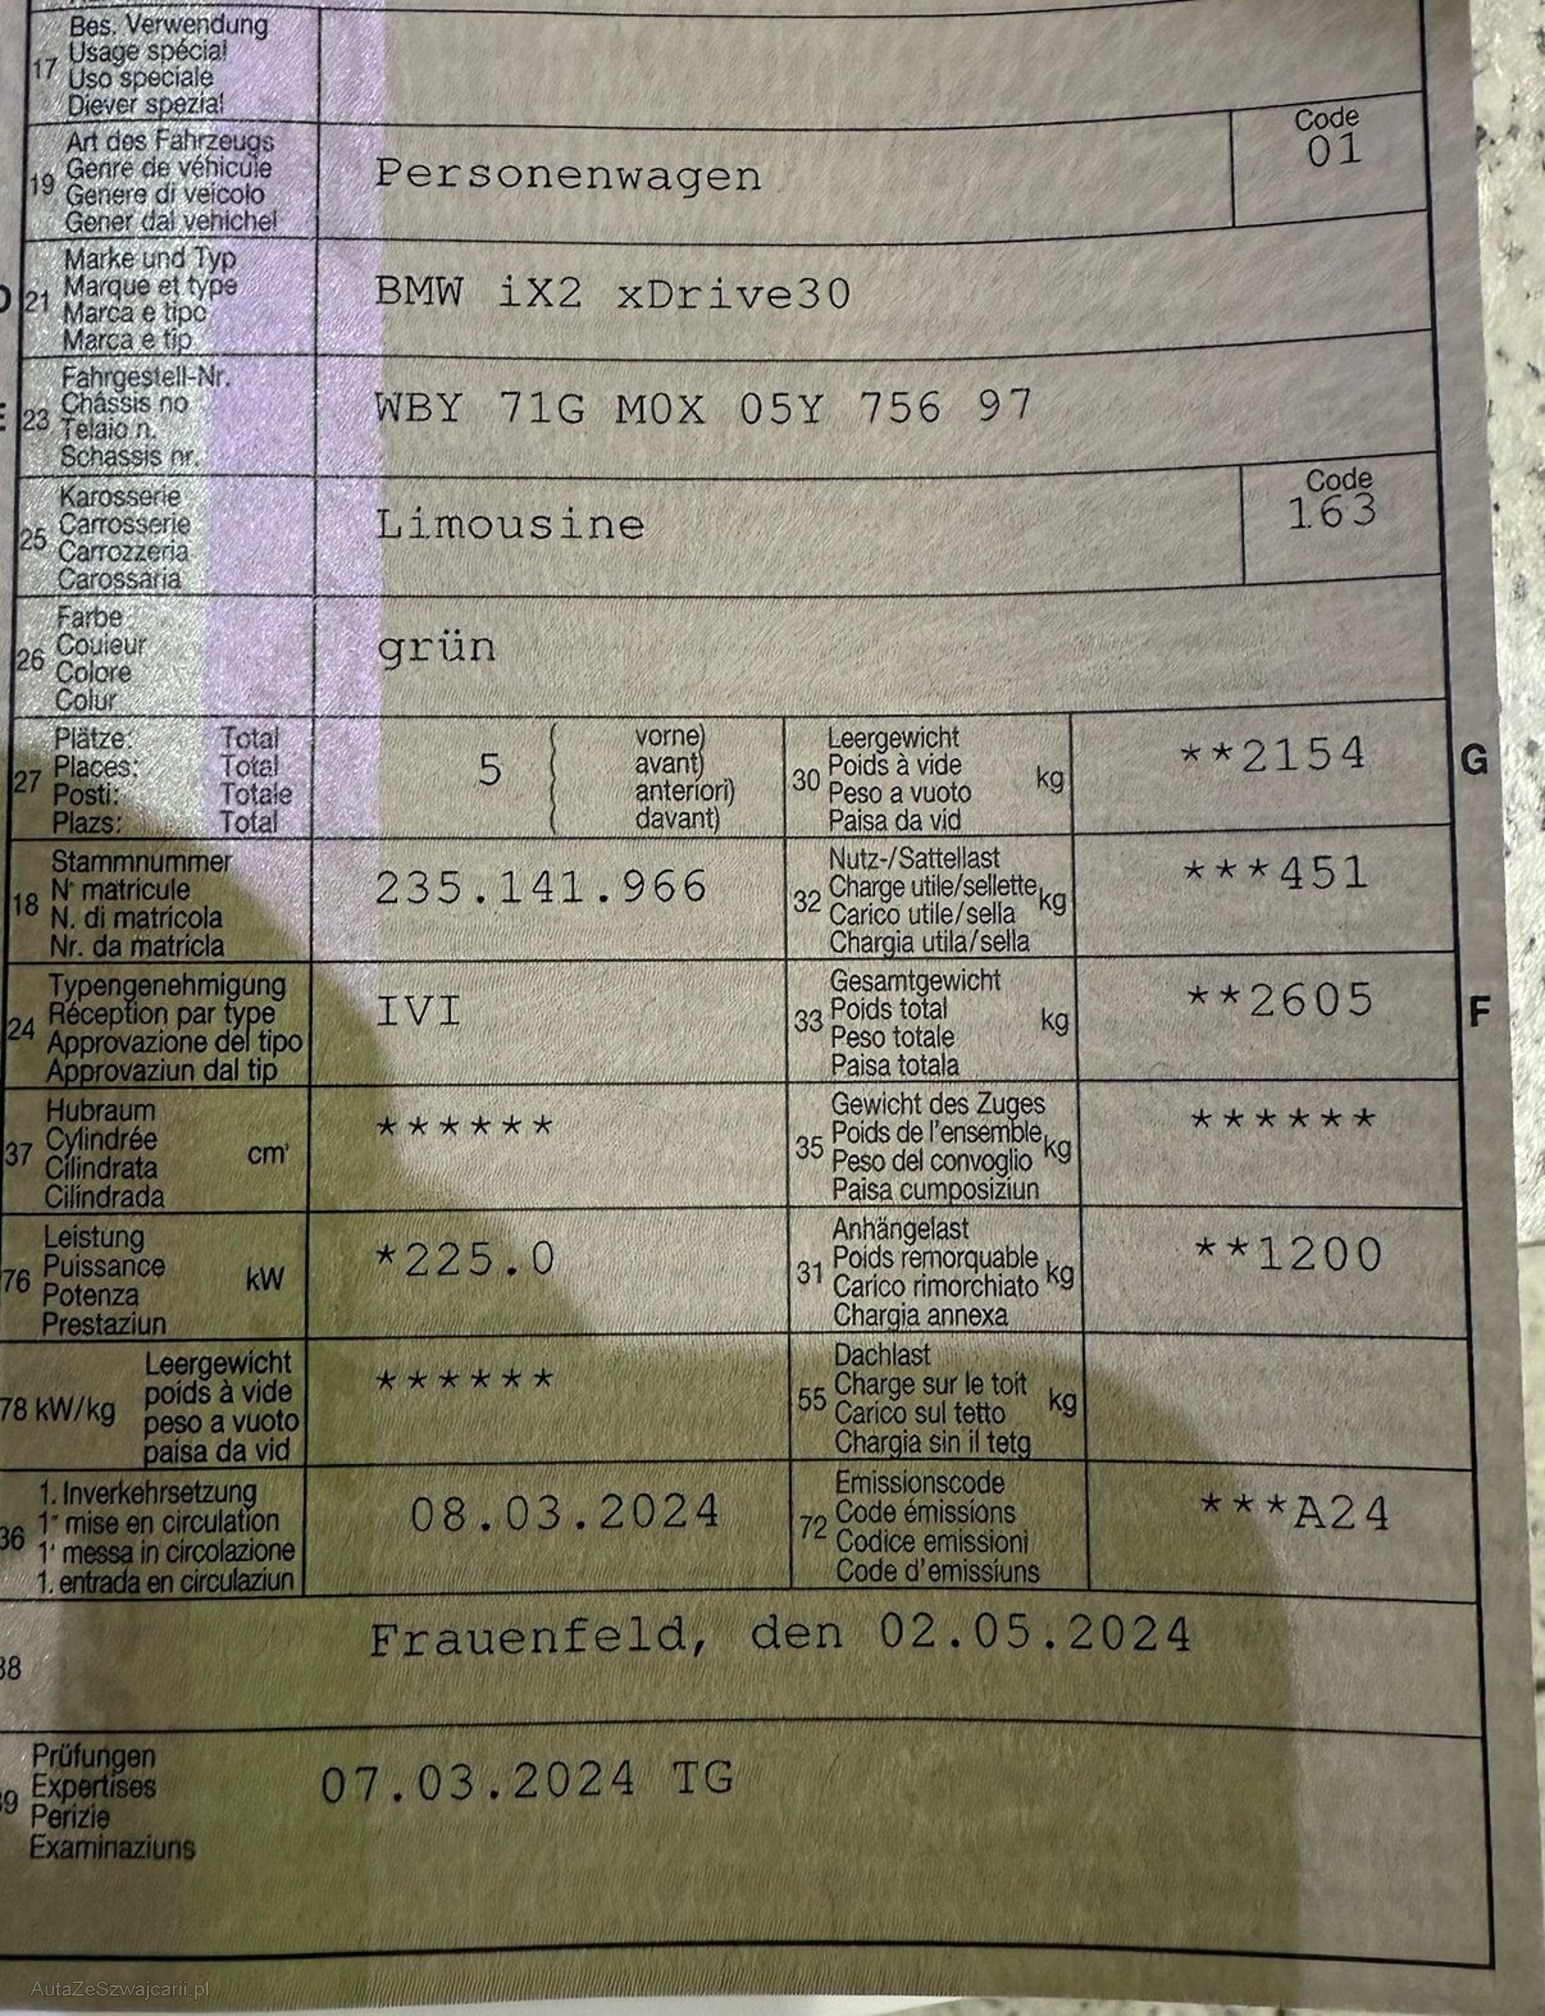 Bes. Verwendung
17 Usage spécial
Uso speciale
Diever spezial
Art des Fahrzeugs
19 Genre de véhicule
Genere di veicolo
Gener dal vehichel
Personenwagen
Code
01
Marke und Typ
D 21 Marque et type
Marca e tipo
Marca e tip
BMW iX2 xDrive30
Fahrgestell-Nr.
E 23 Châssis no
Telaio n.
Schassis nr.
WBY 71G M0X 05Y 756 97
Karosserie
25 Carrosserie
Carrozzeria
Carossaria
Limousine
Code
163
Farbe
26 Couleur
Colore
Colur
grün
Plätze: Total
27 Places: Total
Posti: Totale
Plazs: Total
5
vorne)
avant)
anteriori)
davant)
Leergewicht
30 Poids à vide kg
Peso a vuoto
Paisa da vid
**2154
G
Stammnummer
18 N° matricule
N. di matricola
Nr. da matricla
235.141.966
Nutz-/Sattellast
32 Charge utile/sellette kg
Carico utile/sella
Chargia utila/sella
***451
Typengenehmigung
24 Réception par type
Approvazione del tipo
Approvaziun dal tip
IVI
Gesamtgewicht
33 Poids total kg
Peso totale
Paisa totala
**2605
F
Hubraum
37 Cylindrée cm³
Cilindrata
Cilindrada
******
Gewicht des Zuges
35 Poids de l'ensemble kg
Peso del convoglio
Paisa cumposiziun
******
Leistung
76 Puissance kW
Potenza
Prestaziun
*225.0
Anhängelast
31 Poids remorquable kg
Carico rimorchiato
Chargia annexa
**1200
Leergewicht
78 kW/kg poids à vide
peso a vuoto
paisa da vid
******
Dachlast
55 Charge sur le toit kg
Carico sul tetto
Chargia sin il tetg
1. Inverkehrsetzung
36 1re mise en circulation
1a messa in circolazione
1. entrada en circulaziun
08.03.2024
Emissionscode
72 Code émissions
Codice emissioni
Code d'emissiuns
***A24
38
Frauenfeld, den 02.05.2024
Prüfungen
39 Expertises
Perizie
Examinaziuns
07.03.2024 TG
AutaZeSzwajcarii.pl